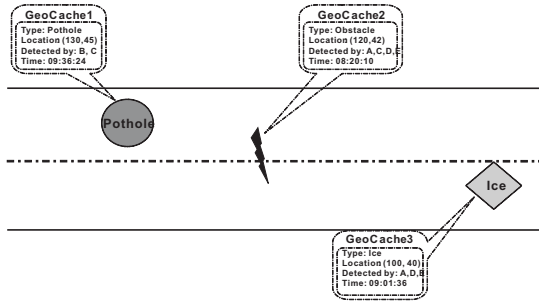 GeoCache1
Type: Pothole
Location (130,45)
Detected by: B, C
Time: 09:36:24
GeoCache2
Type: Obstacle
Location (120,42)
Detected by: A,C,D,E
Time: 08:20:10
Pothole
Ice
GeoCache3
Type: Ice
Location (100, 40)
Detected by: A,D,E
Time: 09:01:36